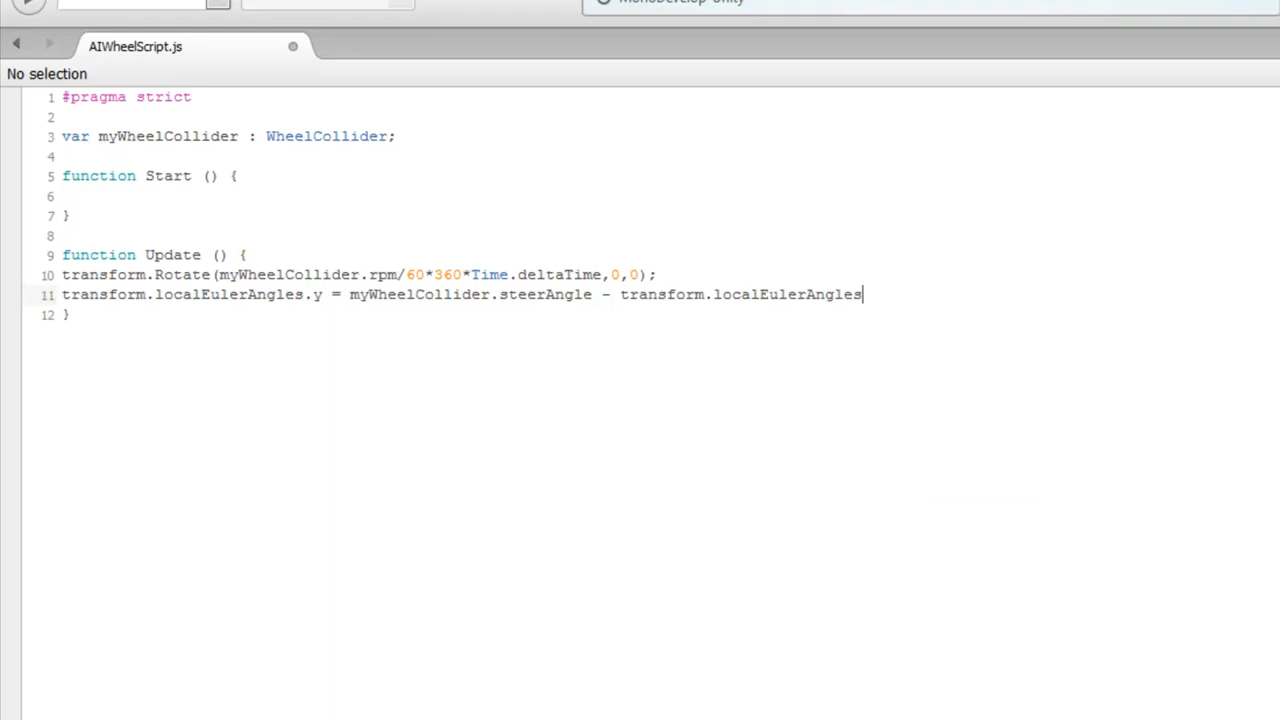 MonoDevelop-Unity
AIWheelScript.js
No selection
1 #pragma strict
2
3 var myWheelCollider : WheelCollider;
4
5 function Start () {
6
7 }
8
9 function Update () {
10 transform.Rotate(myWheelCollider.rpm/60*360*Time.deltaTime,0,0);
11 transform.localEulerAngles.y = myWheelCollider.steerAngle - transform.localEulerAngles
12 }